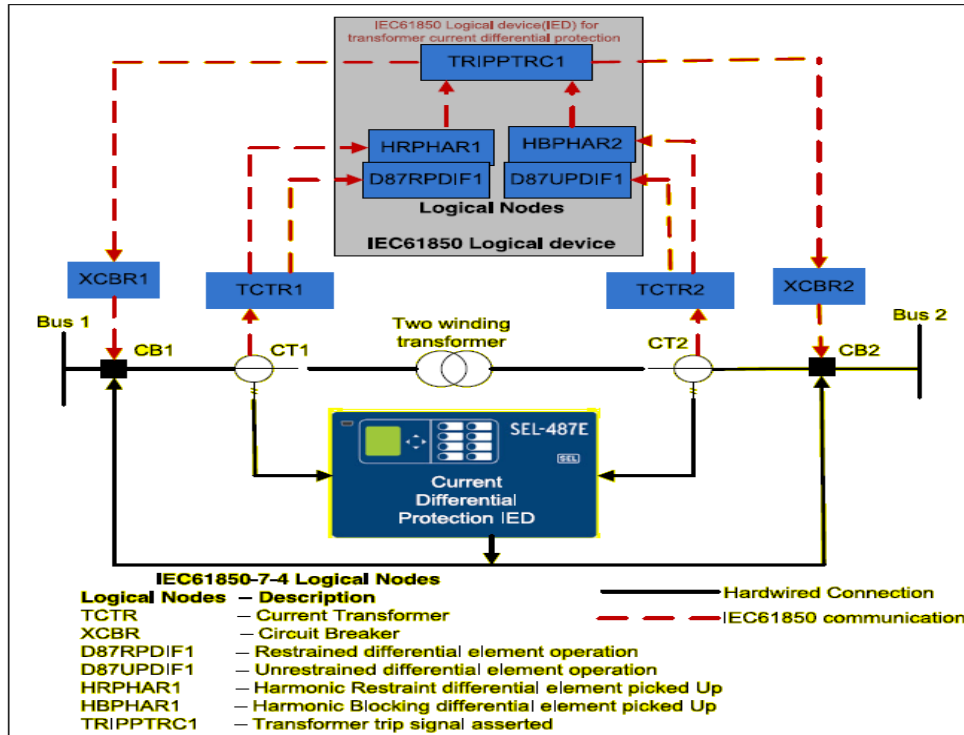 IEC61850 Logical device(IED) for
transformer current differential protection
TRIPPTRC1
HRPHAR1
HBPHAR2
D87RPDIF1
D87UPDIF1
Logical Nodes
IEC61850 Logical device
XCBR1
TCTR1
TCTR2
XCBR2
Bus 1
Two winding
transformer
Bus 2
CB1
CT1
CT2
CB2
SEL-487E
SEL
Current
Differential
Protection IED
IEC61850-7-4 Logical Nodes
Logical Nodes – Description
TCTR – Current Transformer
XCBR – Circuit Breaker
D87RPDIF1 – Restrained differential element operation
D87UPDIF1 – Unrestrained differential element operation
HRPHAR1 – Harmonic Restraint differential element picked Up
HBPHAR1 – Harmonic Blocking differential element picked Up
TRIPPTRC1 – Transformer trip signal asserted
Hardwired Connection
IEC61850 communication